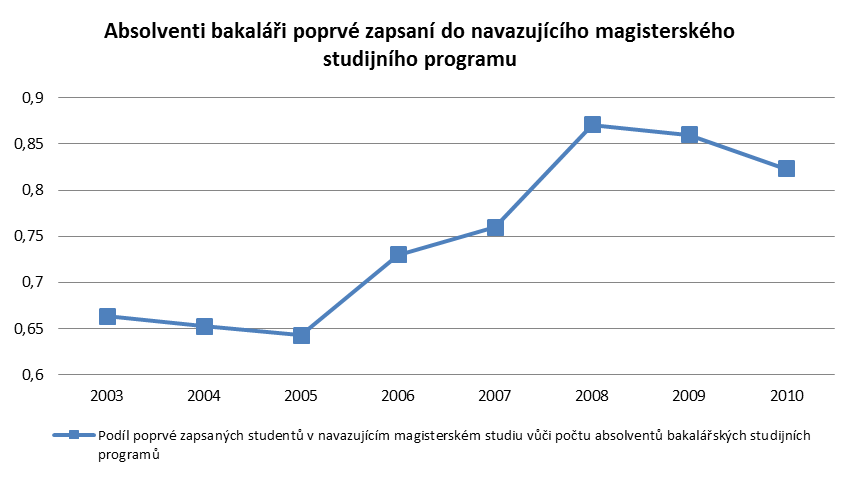 Absolventi bakaláři poprvé zapsaní do navazujícího magisterského
studijního programu
0,9
0,85
0,8
0,75
0,7
0,65
0,6
2003 2004 2005 2006 2007 2008 2009 2010
Podíl poprvé zapsaných studentů v navazujícím magisterském studiu vůči počtu absolventů bakalářských studijních
programů